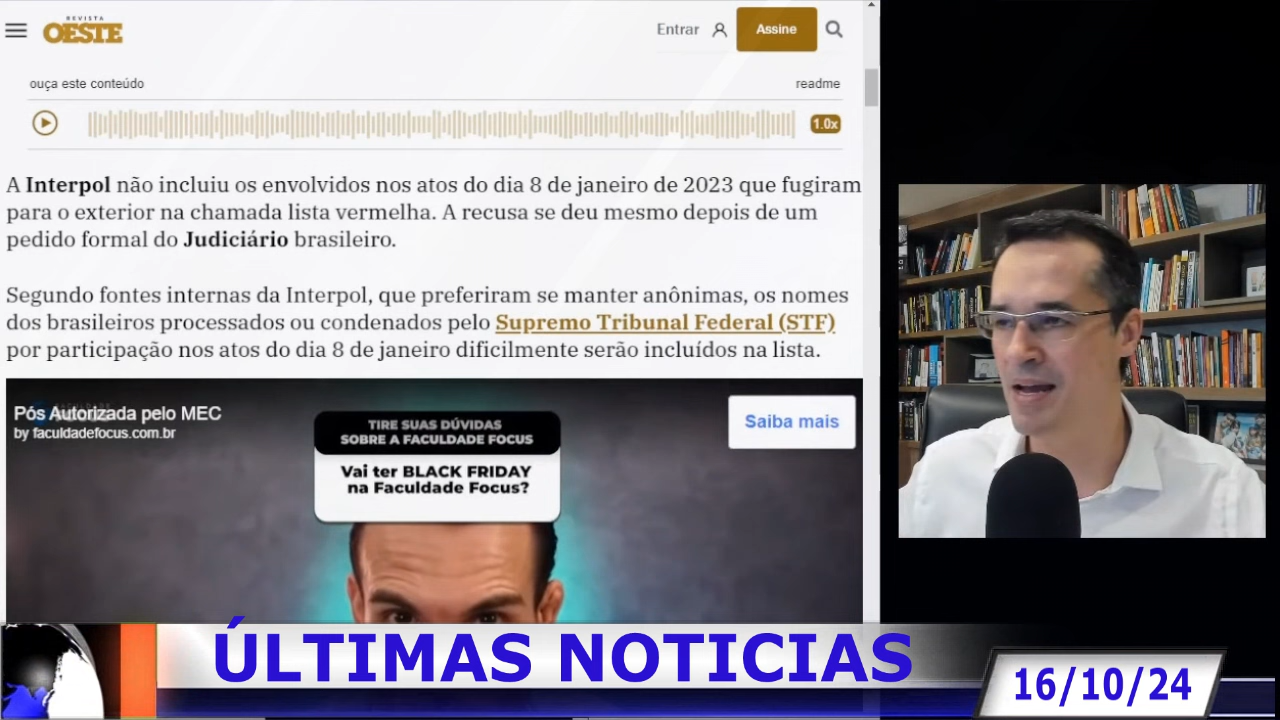 REVISTA
OESTE
Entrar
Assine
ouça este conteúdo
readme
1.0x
A Interpol não incluiu os envolvidos nos atos do dia 8 de janeiro de 2023 que fugiram
para o exterior na chamada lista vermelha. A recusa se deu mesmo depois de um
pedido formal do Judiciário brasileiro.
Segundo fontes internas da Interpol, que preferiram se manter anônimas, os nomes
dos brasileiros processados ou condenados pelo Supremo Tribunal Federal (STF)
por participação nos atos do dia 8 de janeiro dificilmente serão incluídos na lista.
Pós Autorizada pelo MEC
by faculdadefocus.com.br
TIRE SUAS DÚVIDAS
SOBRE A FACULDADE FOCUS
Vai ter BLACK FRIDAY
na Faculdade Focus?
Saiba mais
ÚLTIMAS NOTICIAS
16/10/24